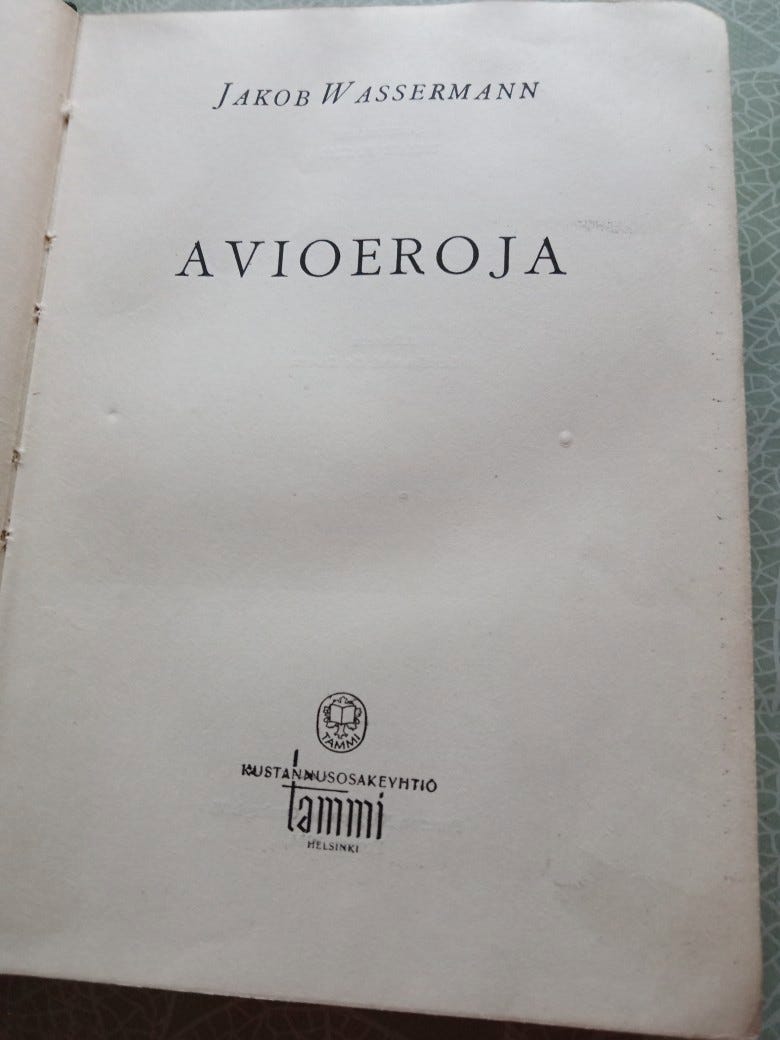 JAKOB WASSERMANN
AVIOEROJA
TAMMI
KUSTANNUSOSAKEYHTIÖ
tammi
HELSINKI